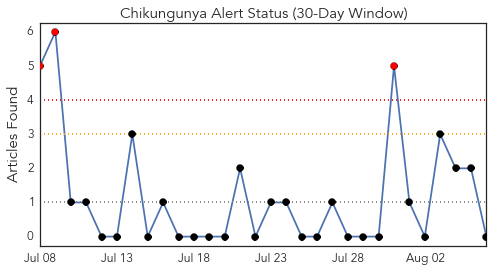 Chikungunya Alert Status (30-Day Window)
Articles Found
6
5
4
3
2
1
0
Jul 08 Jul 13 Jul 18 Jul 23 Jul 28 Aug 02